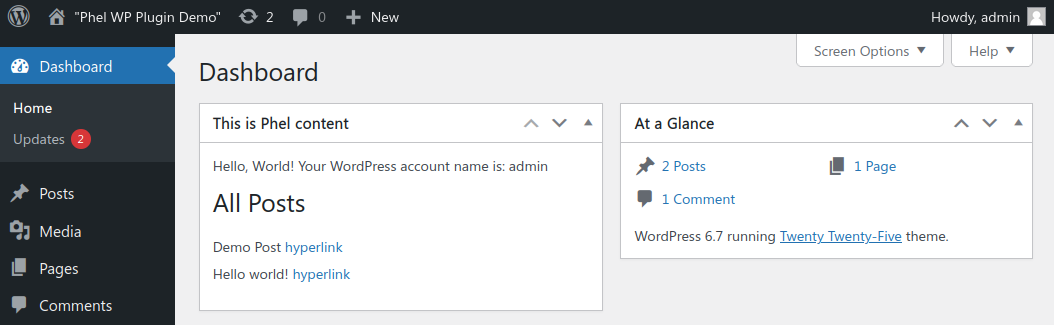 "Phel WP Plugin Demo" 2 0 New Howdy, admin
Screen Options Help
Dashboard
Home
Updates 2
Posts
Media
Pages
Comments
Dashboard
This is Phel content
Hello, World! Your WordPress account name is: admin
All Posts
Demo Post hyperlink
Hello world! hyperlink
At a Glance
2 Posts 1 Page
1 Comment
WordPress 6.7 running Twenty Twenty-Five theme.